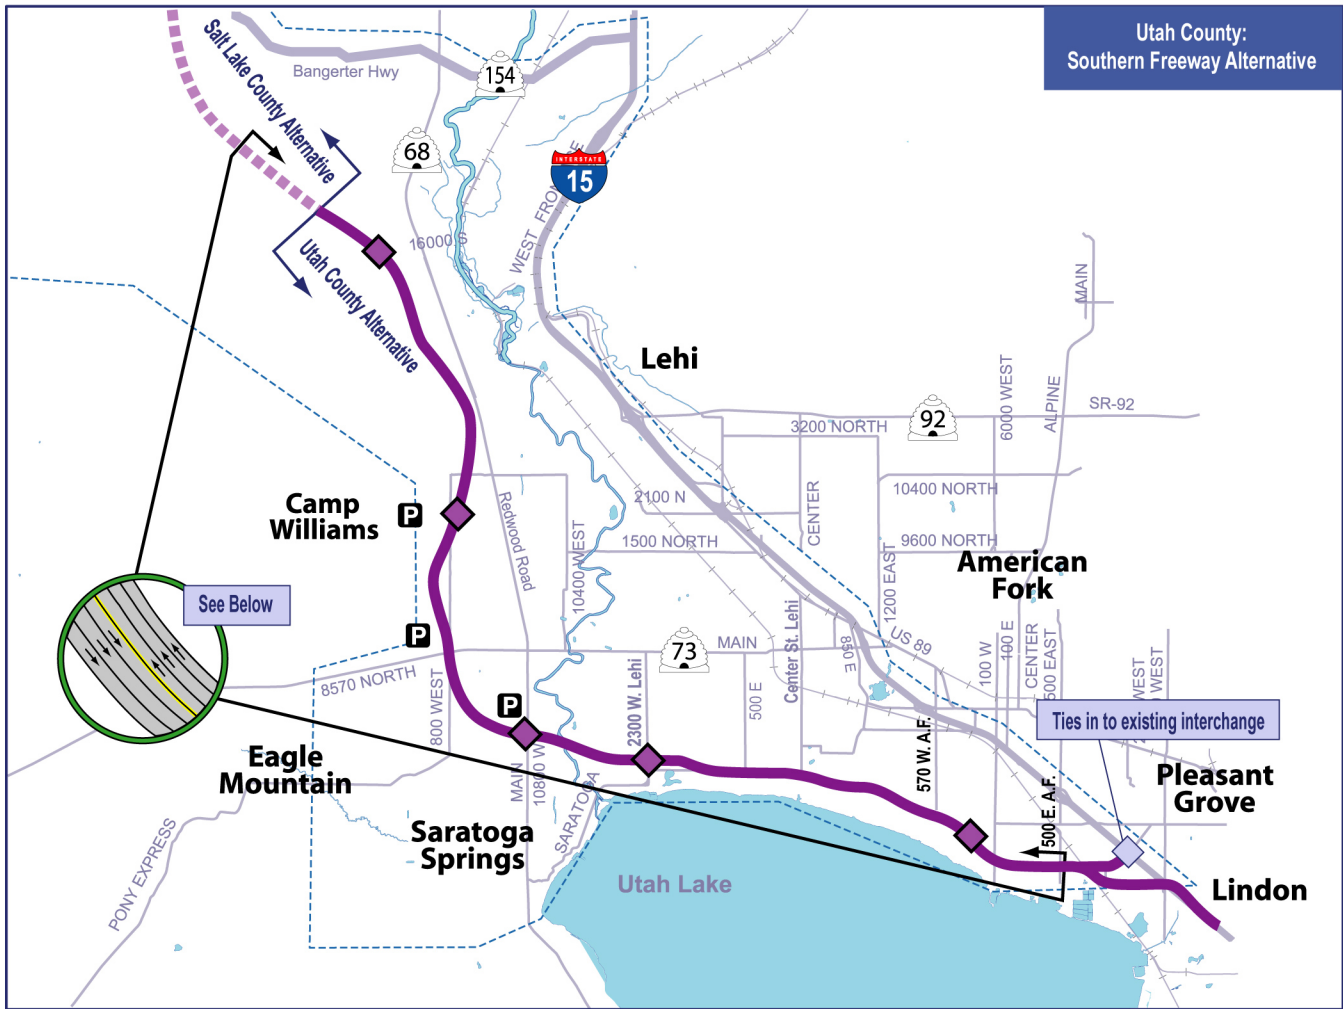 Utah County:
Southern Freeway Alternative
Salt Lake County Alternative
Bangerter Hwy
154
68
INTERSTATE
15
WEST FRO
E
16000 S
Utah County Alternative
MAIN
Lehi
6000 WEST
ALPINE
SR-92
92
3200 NORTH
10400 NORTH
2100 N
CENTER
Camp
Williams
P
Redwood Road
1500 NORTH
9600 NORTH
American
Fork
10400 WEST
1200 EAST
See Below
P
Center St. Lehi
US 89
73
MAIN
850 E
100 W
100 E
CENTER
500 EAST
WEST
WEST
8570 NORTH
800 WEST
P
2300 W. Lehi
500 E
570 W. A.F.
Ties in to existing interchange
Eagle
Mountain
MAIN
10800 W
Pleasant
Grove
SARATOGA
500 E. A.F.
Saratoga
Springs
PONY EXPRESS
Utah Lake
Lindon